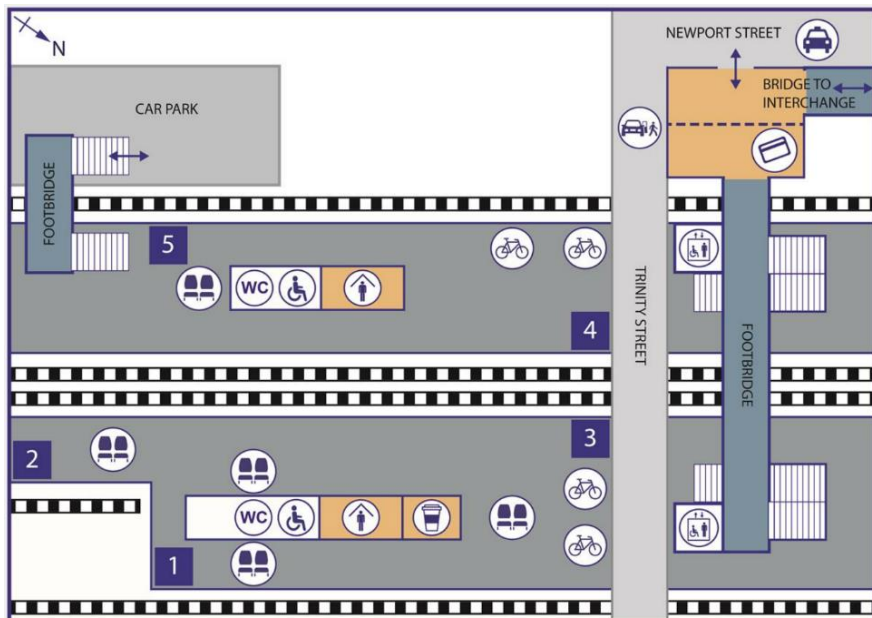 N
NEWPORT STREET
BRIDGE TO
INTERCHANGE
CAR PARK
FOOTBRIDGE
5
WC
4
TRINITY STREET
FOOTBRIDGE
3
2
WC
1